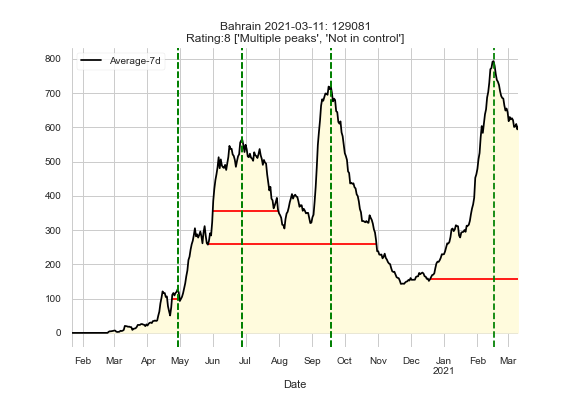 Bahrain 2021-03-11: 129081
Rating:8 ['Multiple peaks', 'Not in control']
Average-7d
800
700
600
500
400
300
200
100
0
Feb Mar Apr May Jun Jul Aug Sep Oct Nov Dec Jan Feb Mar
2021
Date